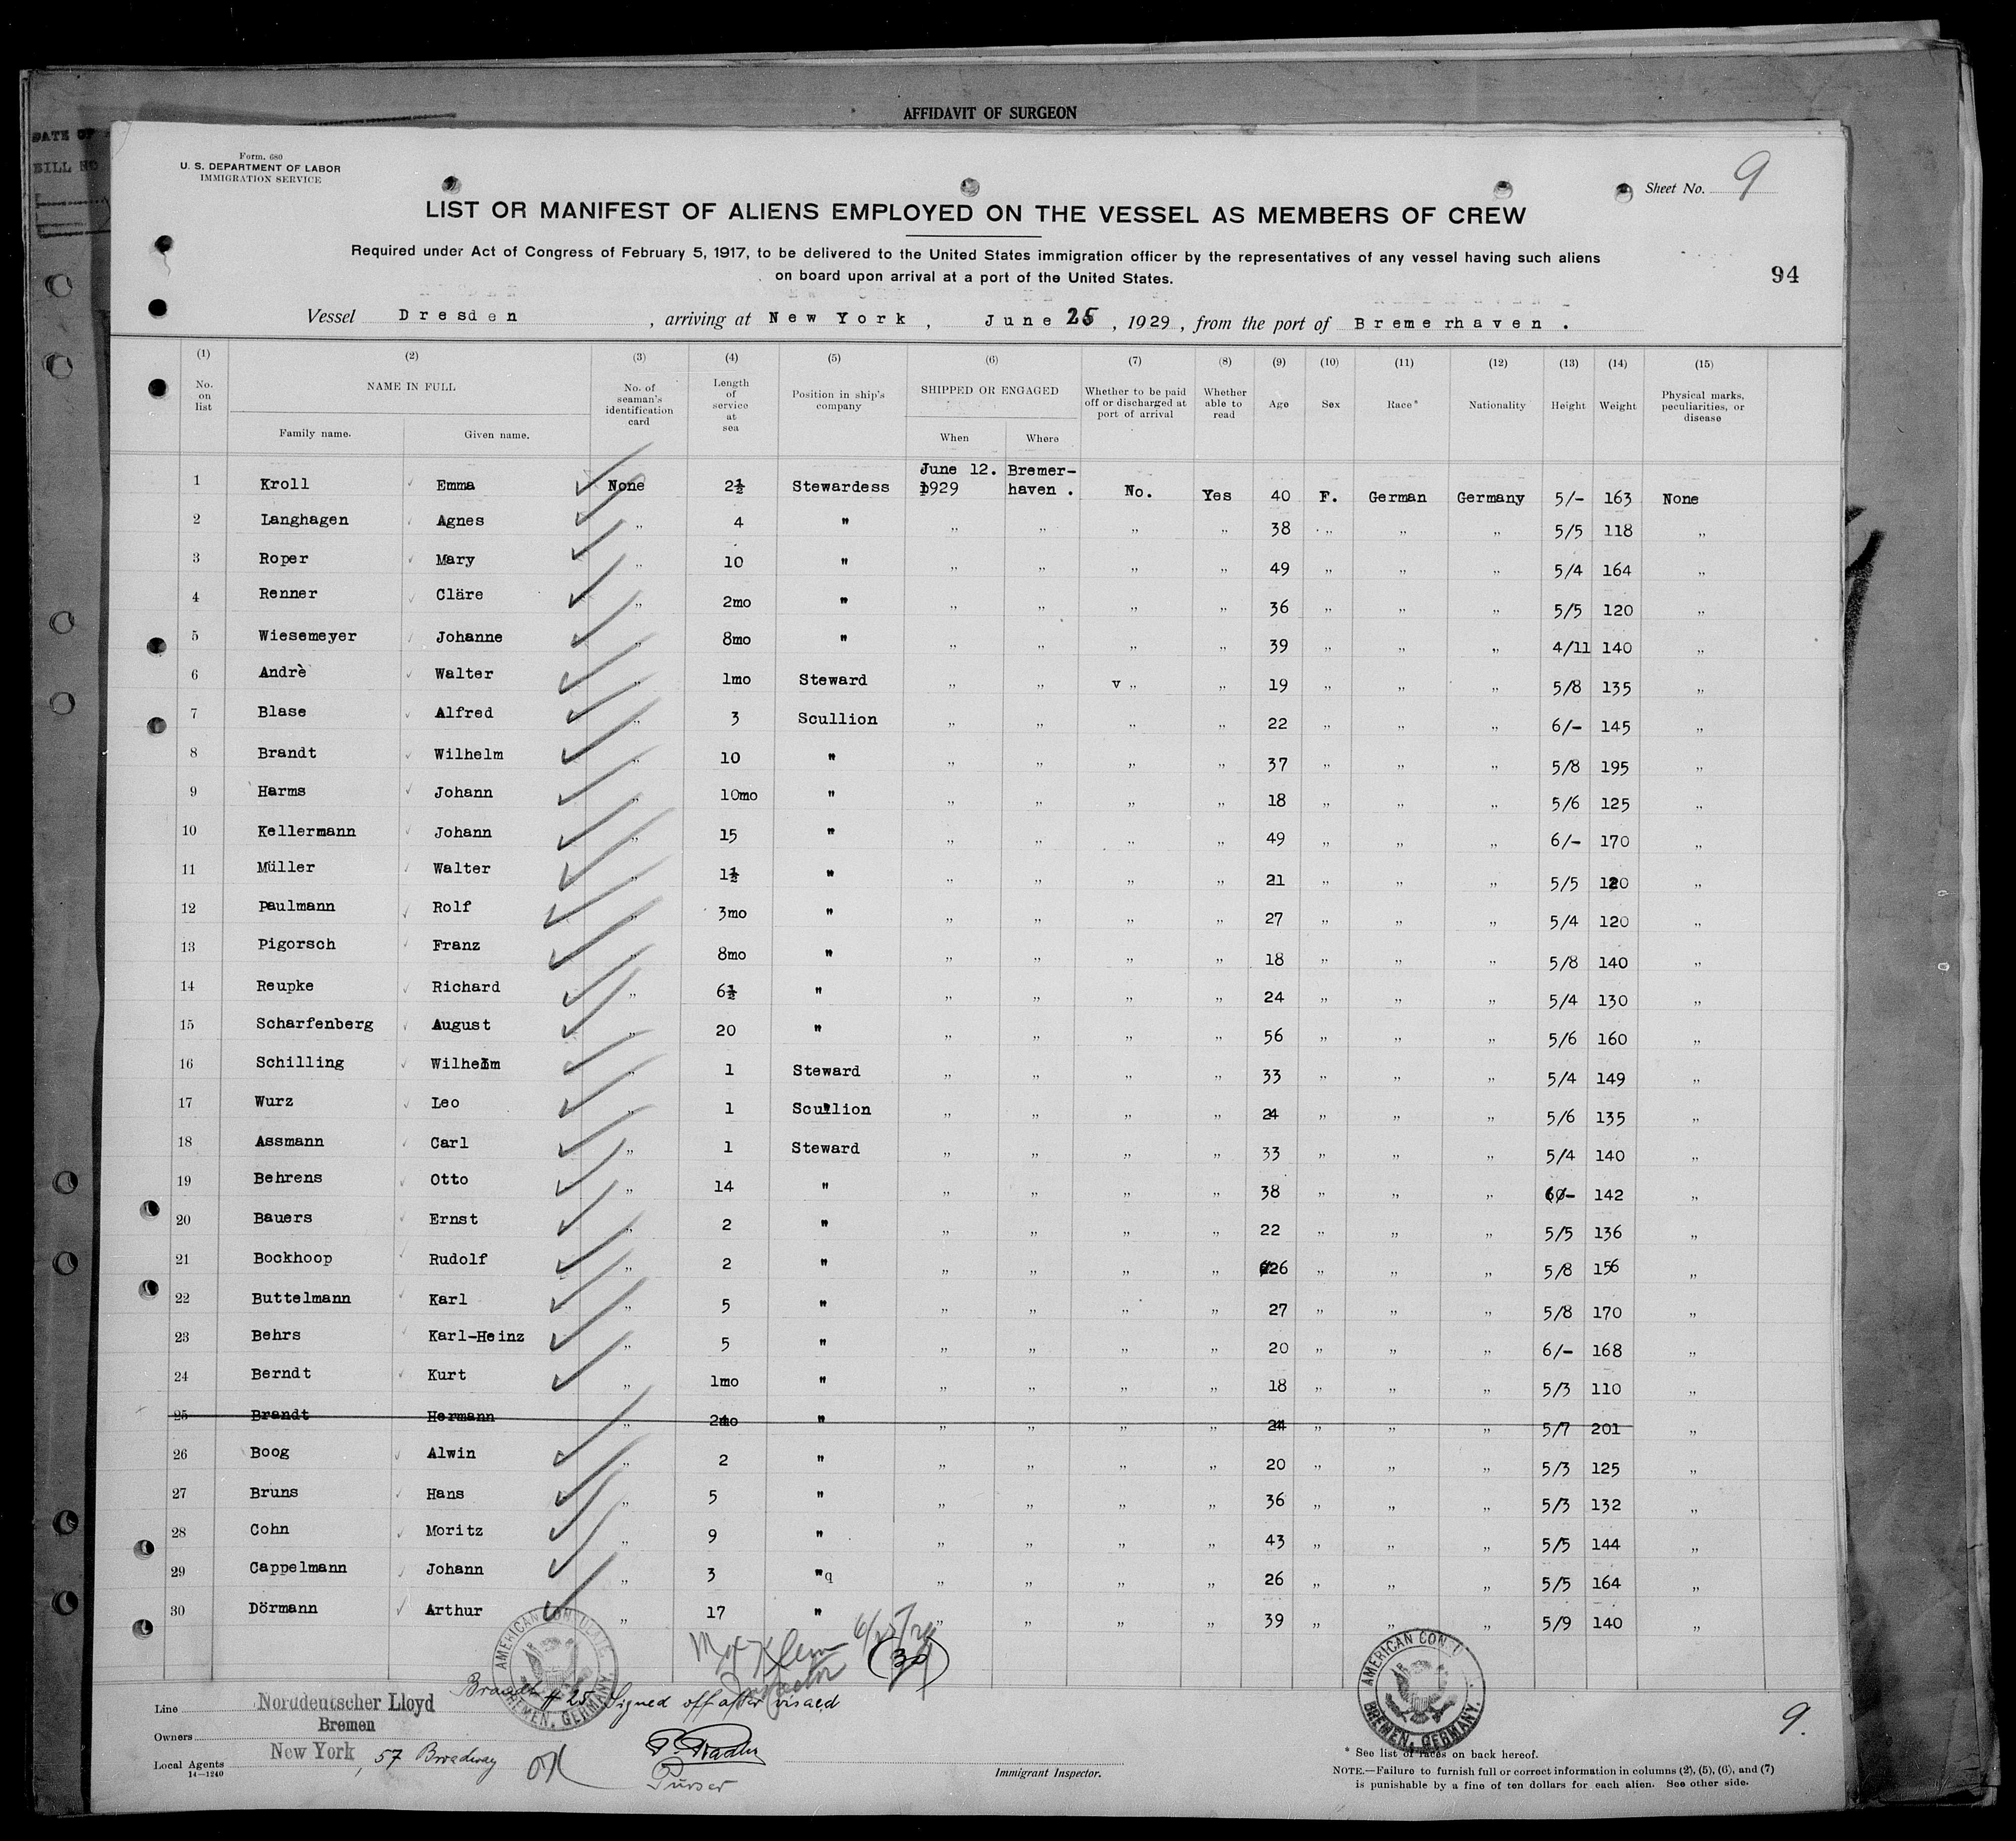 AFFIDAVIT OF SURGEON
DATE OF
BILL NO
Form. 680
U. S. DEPARTMENT OF LABOR
IMMIGRATION SERVICE
Sheet No. 9
LIST OR MANIFEST OF ALIENS EMPLOYED ON THE VESSEL AS MEMBERS OF CREW
Required under Act of Congress of February 5, 1917, to be delivered to the United States immigration officer by the representatives of any vessel having such aliens
on board upon arrival at a port of the United States.
94
Vessel Dresden, arriving at New York, June 25, 1929, from the port of Bremerhaven.
(1) (2) (3) (4) (5) (6) (7) (8) (9) (10) (11) (12) (13) (14) (15)
No. on list NAME IN FULL Family name. Given name. No. of seaman's identification card Length of service at sea Position in ship's company SHIPPED OR ENGAGED When Where Whether to be paid off or discharged at port of arrival Whether able to read Age Sex Race* Nationality Height Weight Physical marks, peculiarities, or disease
1 Kroll Emma None 2½ Stewardess June 12. 1929 Bremer-haven. No. Yes 40 F. German Germany 5/- 163 None
2 Langhagen Agnes " 4 " " " " " 38 " " " 5/5 118 "
3 Roper Mary " 10 " " " " " 49 " " " 5/4 164 "
4 Renner Cläre " 2mo " " " " " 36 " " " 5/5 120 "
5 Wiesemeyer Johanne " 8mo " " " " " 39 " " " 4/11 140 "
6 Andrè Walter " 1mo Steward " " v " " 19 " " " 5/8 135 "
7 Blase Alfred " 3 Scullion " " " " 22 " " " 6/- 145 "
8 Brandt Wilhelm " 10 " " " " " 37 " " " 5/8 195 "
9 Harms Johann " 10mo " " " " " 18 " " " 5/6 125 "
10 Kellermann Johann " 15 " " " " " 49 " " " 6/- 170 "
11 Müller Walter " 1½ " " " " " 21 " " " 5/5 120 "
12 Paulmann Rolf " 3mo " " " " " 27 " " " 5/4 120 "
13 Pigorsch Franz " 8mo " " " " " 18 " " " 5/8 140 "
14 Reupke Richard " 6½ " " " " " 24 " " " 5/4 130 "
15 Scharfenberg August " 20 " " " " " 56 " " " 5/6 160 "
16 Schilling Wilhelm " 1 Steward " " " " 33 " " " 5/4 149 "
17 Wurz Leo " 1 Scullion " " " " 24 " " " 5/6 135 "
18 Assmann Carl " 1 Steward " " " " 33 " " " 5/4 140 "
19 Behrens Otto " 14 " " " " " 38 " " " 6/- 142 "
20 Bauers Ernst " 2 " " " " " 22 " " " 5/5 136 "
21 Bockhoop Rudolf " 2 " " " " " 26 " " " 5/8 156 "
22 Buttelmann Karl " 5 " " " " " 27 " " " 5/8 170 "
23 Behrs Karl-Heinz " 5 " " " " " 20 " " " 6/- 168 "
24 Berndt Kurt " 1mo " " " " " 18 " " " 5/3 110 "
25 Brandt Hermann " 24mo " " " " " 24 " " " 5/7 201 "
26 Boog Alwin " 2 " " " " " 20 " " " 5/3 125 "
27 Bruns Hans " 5 " " " " " 36 " " " 5/3 132 "
28 Cohn Moritz " 9 " " " " " 43 " " " 5/5 144 "
29 Cappelmann Johann " 3 "q " " " " 26 " " " 5/5 164 "
30 Dörmann Arthur " 17 " " " " " 39 " " " 5/9 140 "
Max Klein 6/25/29
Inspector (30)
AMERICAN CONSULATE BREMEN, GERMANY.
AMERICAN CONSU BREMEN, GERMANY.
Brandt # 25 Signed off after visaed
Line Norddeutscher Lloyd
Bremen
Owners
Local Agents New York, 57 Broadway OK
14—1240
Purser
Immigrant Inspector.
9.
* See list of races on back hereof.
NOTE.—Failure to furnish full or correct information in columns (2), (5), (6), and (7)
is punishable by a fine of ten dollars for each alien. See other side.